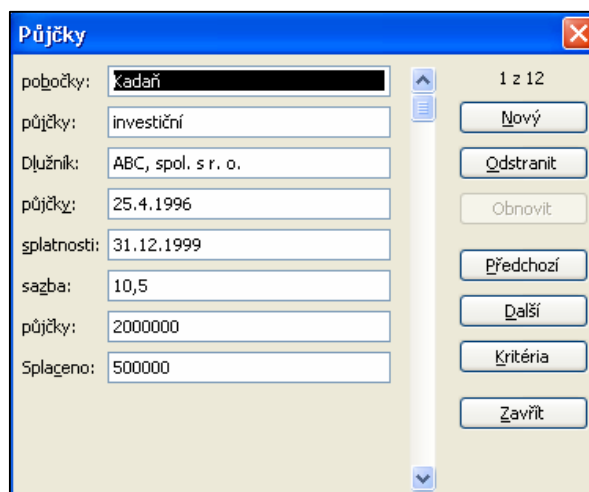 Půjčky
pobočky: Kadaň
půjčky: investiční
Dlužník: ABC, spol. s r. o.
půjčky: 25.4.1996
splatnosti: 31.12.1999
sazba: 10,5
půjčky: 2000000
Splaceno: 500000
1 z 12
Nový
Odstranit
Obnovit
Předchozí
Další
Kritéria
Zavřít